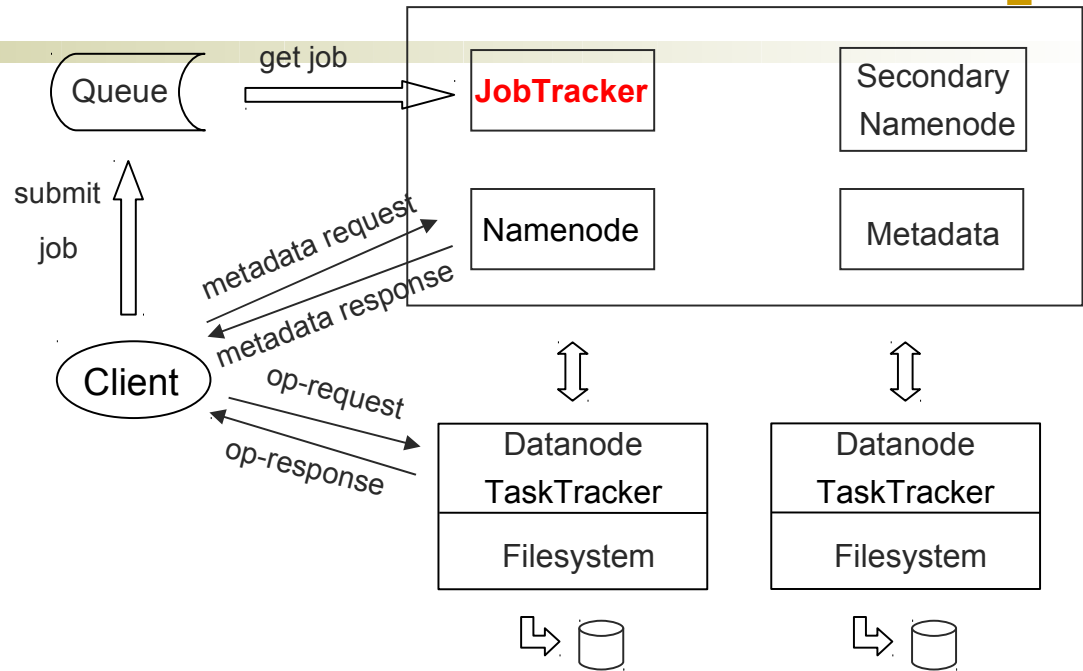 get job
Queue
JobTracker
Secondary
Namenode
submit
job
metadata request
Namenode
Metadata
metadata response
Client
op-request
op-response
Datanode
TaskTracker
Filesystem
Datanode
TaskTracker
Filesystem